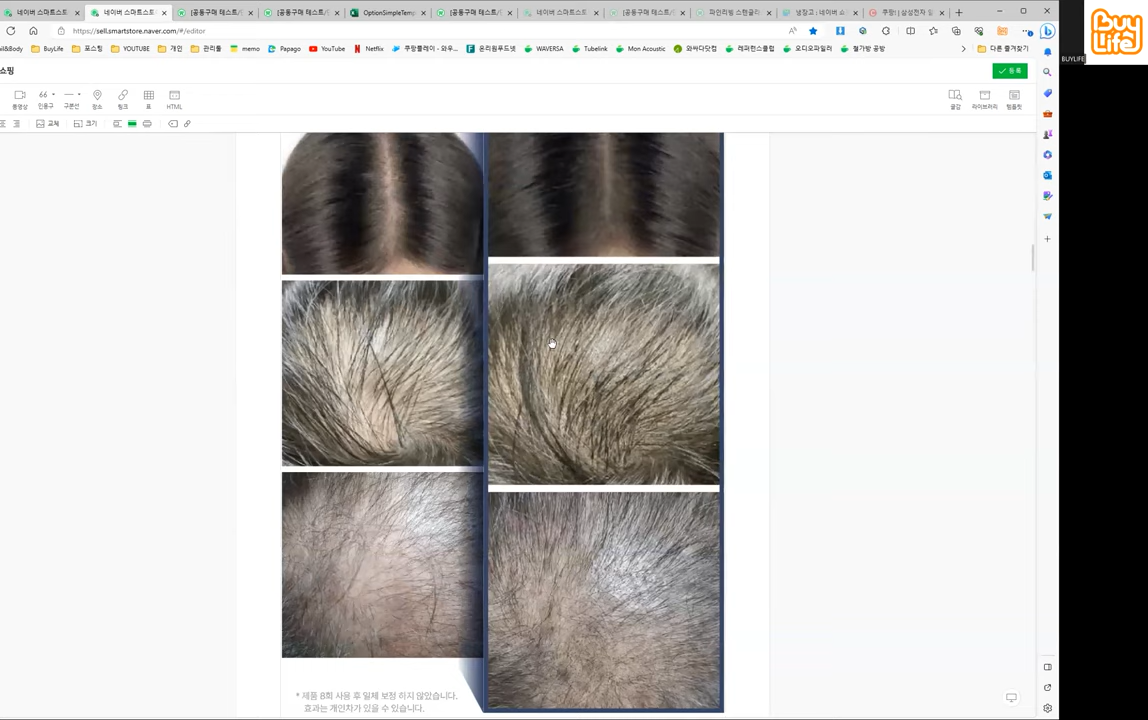 네이버 스마트스토
네이버 스마트스토
[공동구매 테스트/
[공동구매 테스트/
OptionSimpleTemp
[공동구매 테스트/
네이버 스마트스토
[공동구매 테스트/
파인리빙 스텐클리
냉장고 : 네이버 쇼
쿠팡! | 삼성전자 일
https://sell.smartstore.naver.com/#/editor
il&Body
BuyLife
포스팅
YOUTUBE
개인
관리툴
memo
Papago
YouTube
Netflix
쿠팡플레이 - 와우...
온리원푸드넷
WAVERSA
Tubelink
Mon Acoustic
와싸다닷컴
레퍼런스클럽
오디오파일러
철가방 공방
다른 즐겨찾기
쇼핑
등록
동영상
인용구
구분선
장소
링크
표
HTML
글감
라이브러리
템플릿
교체
크기
* 제품 8회 사용 후 일체 보정 하지 않았습니다.
효과는 개인차가 있을 수 있습니다.
Buy
Life
BUYLIFE